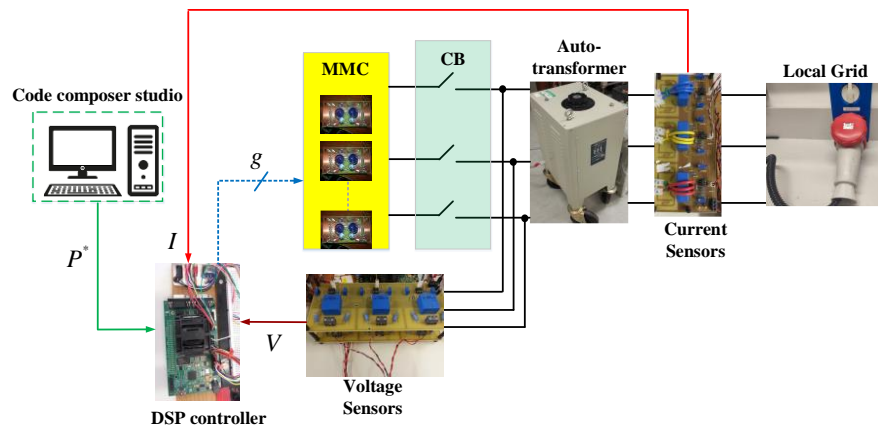 Code composer studio
MMC
CB
Auto-
transformer
Local Grid
g
P*
I
V
Current
Sensors
Voltage
Sensors
DSP controller